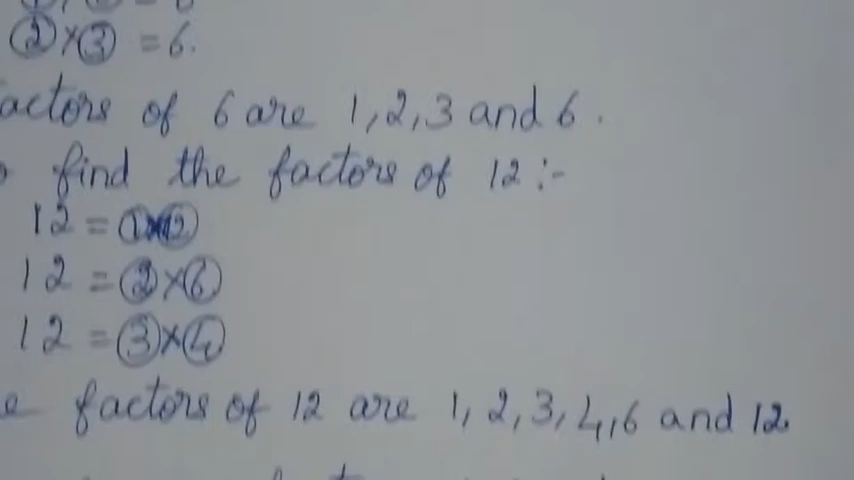 ②×③ = 6.
actors of 6 are 1, 2, 3 and 6.
find the factors of 12 :-
12 = ①×⑫
12 = ②×⑥
12 = ③×④
e factors of 12 are 1, 2, 3, 4, 6 and 12.